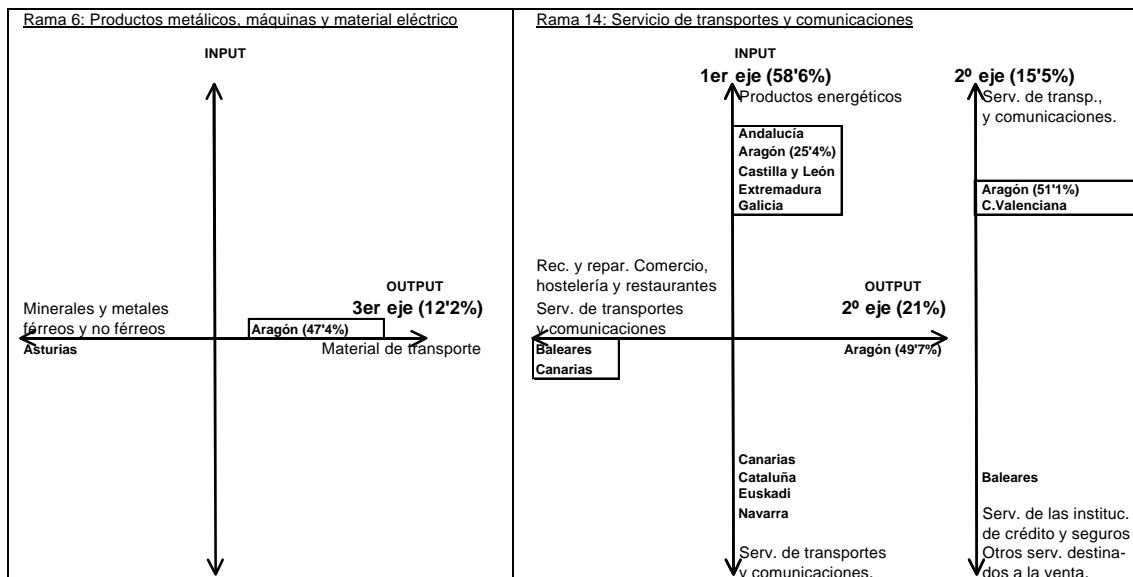 Rama 6: Productos metálicos, máquinas y material eléctrico
INPUT
OUTPUT
3er eje (12'2%)
Minerales y metales
férreos y no férreos
Aragón (47'4%)
Asturias
Material de transporte
Rama 14: Servicio de transportes y comunicaciones
INPUT
1er eje (58'6%)
Productos energéticos
Andalucía
Aragón (25'4%)
Castilla y León
Extremadura
Galicia
2º eje (15'5%)
Serv. de transp.,
y comunicaciones.
Aragón (51'1%)
C.Valenciana
Rec. y repar. Comercio,
hostelería y restaurantes
Serv. de transportes
y comunicaciones
Baleares
Canarias
OUTPUT
2º eje (21%)
Aragón (49'7%)
Canarias
Cataluña
Euskadi
Navarra
Serv. de transportes
y comunicaciones.
Baleares
Serv. de las instituc.
de crédito y seguros
Otros serv. destina-
dos a la venta.